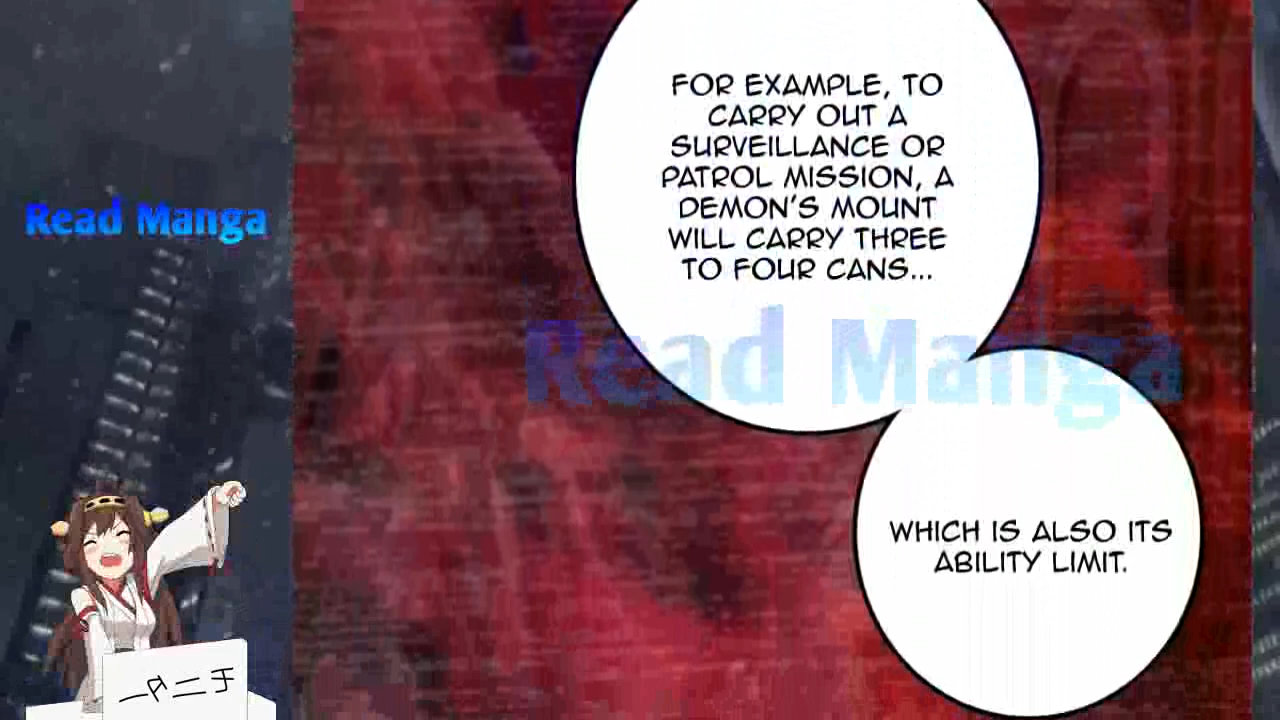 FOR EXAMPLE, TO
CARRY OUT A
SURVEILLANCE OR
PATROL MISSION, A
DEMON'S MOUNT
WILL CARRY THREE
TO FOUR CANS...
Read Manga
Read Manga
WHICH IS ALSO ITS
ABILITY LIMIT.